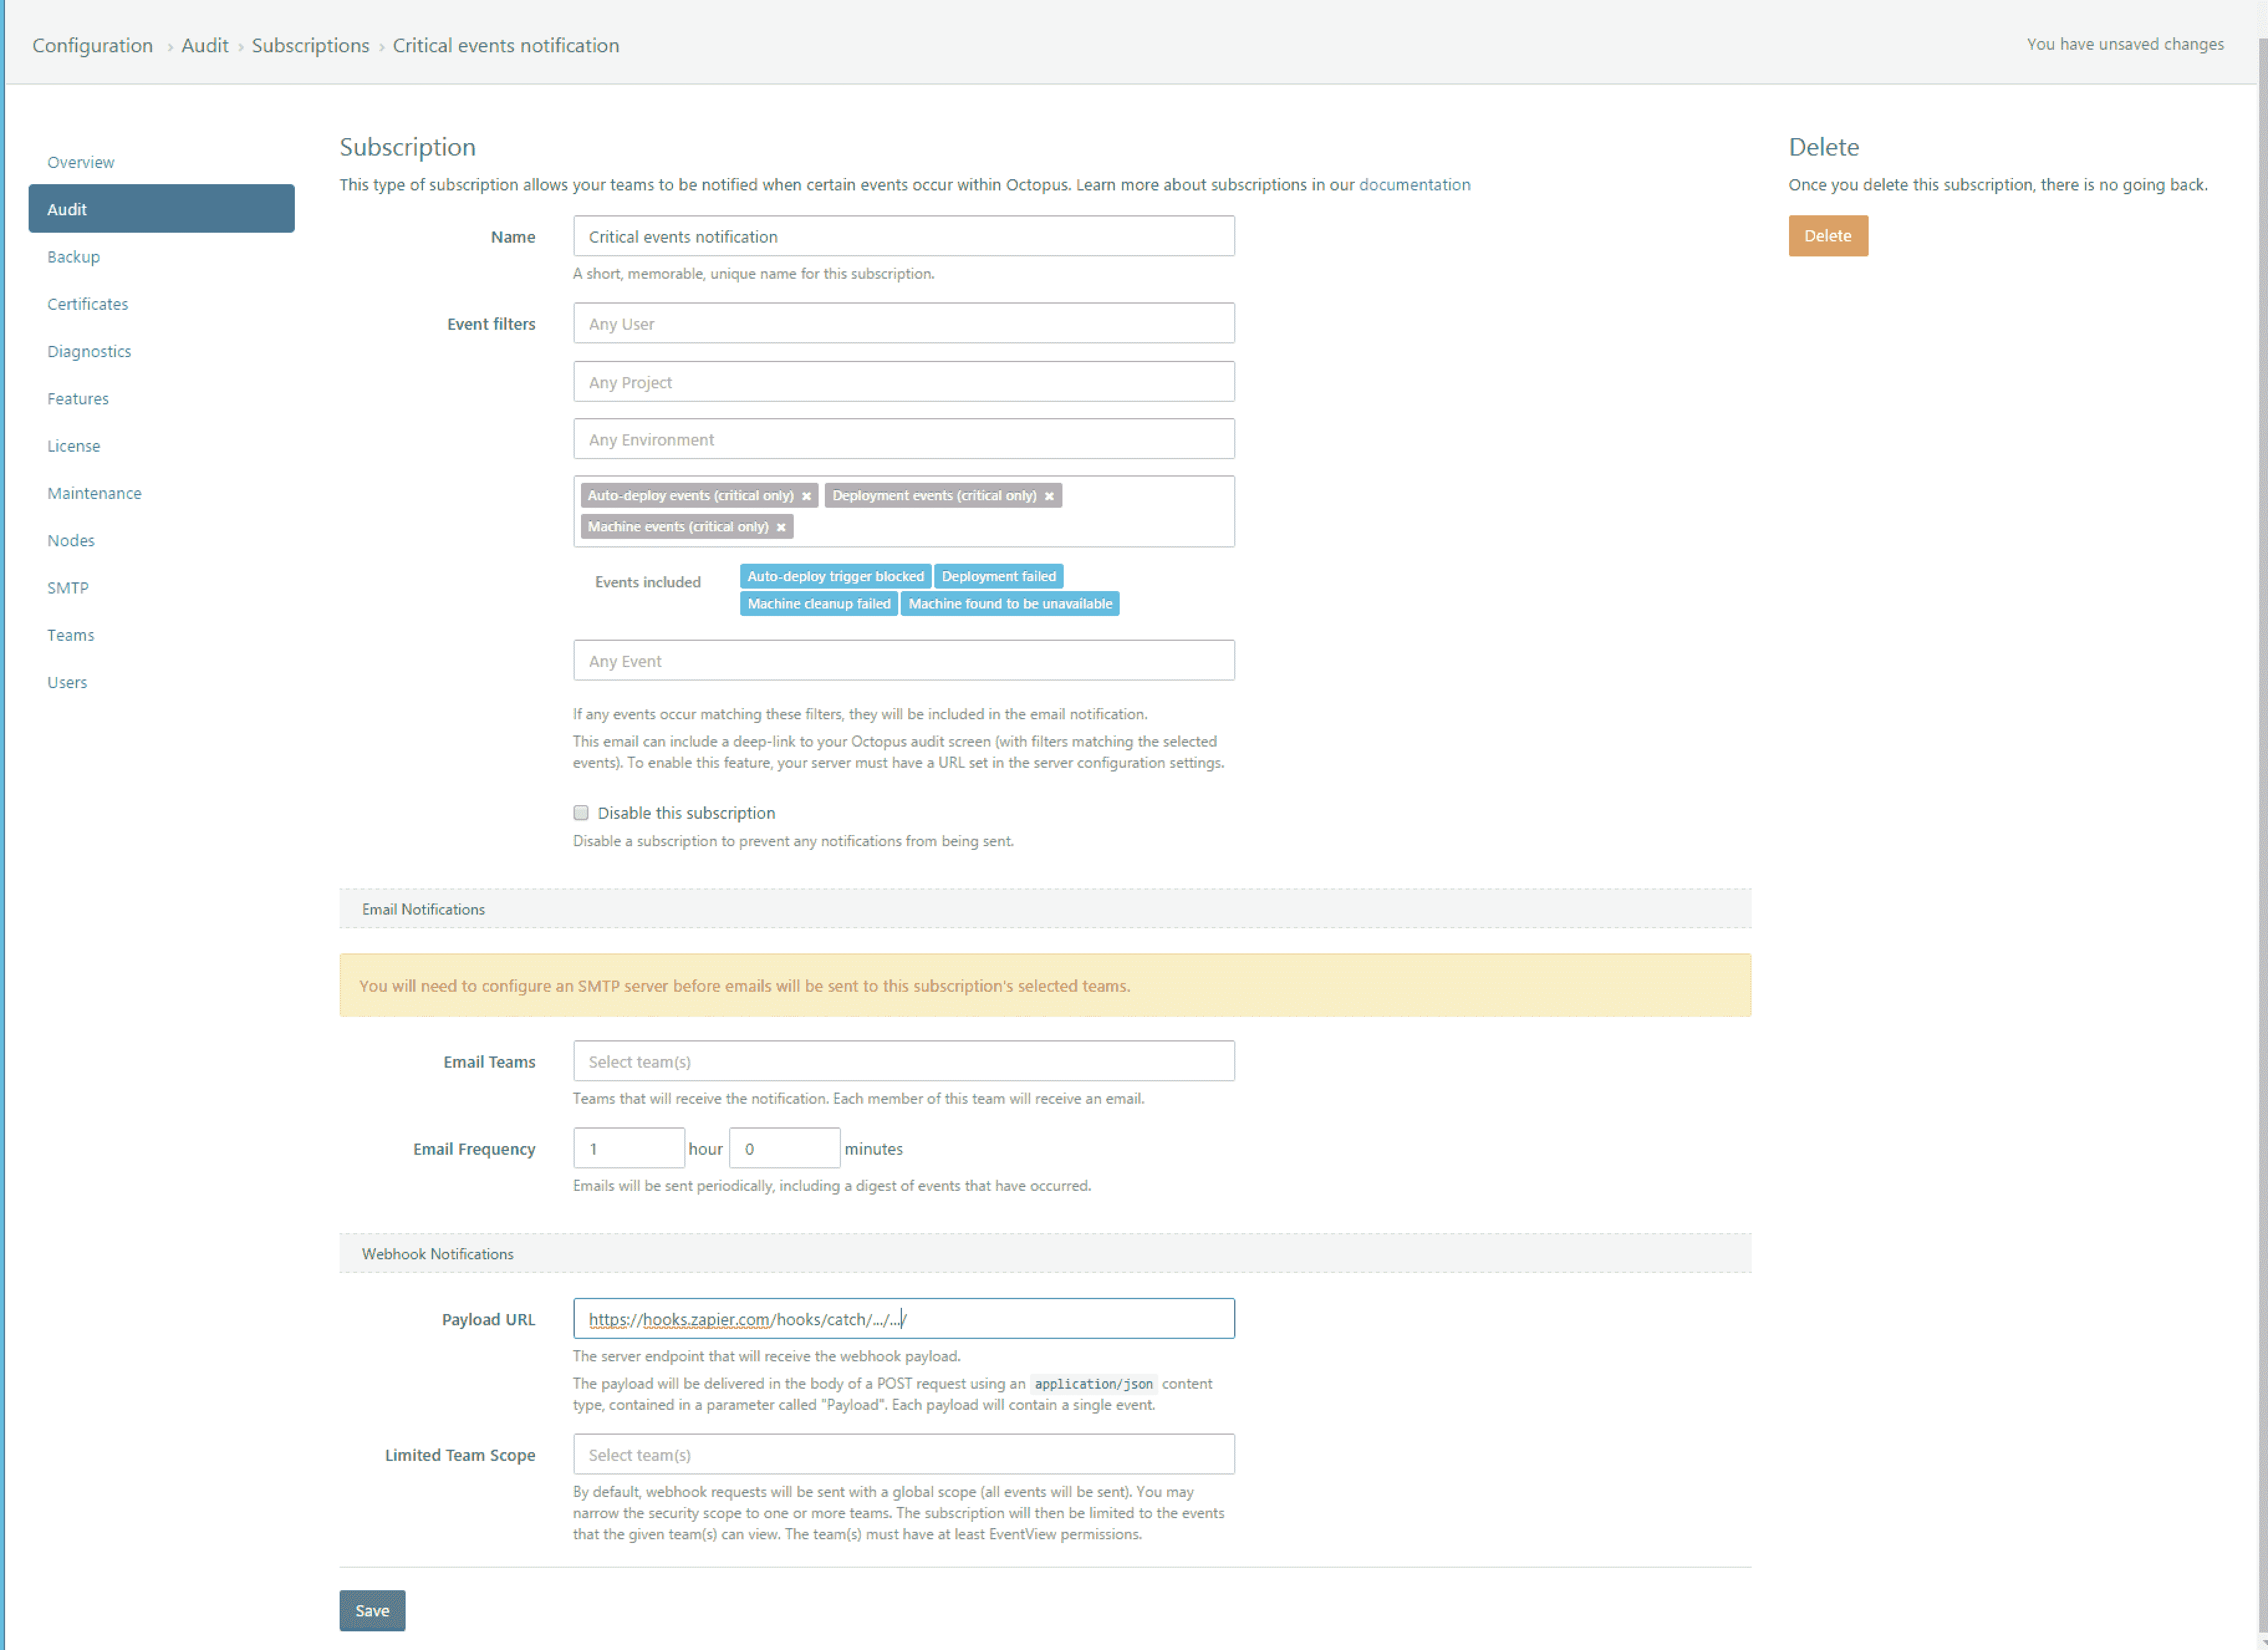 Configuration › Audit › Subscriptions › Critical events notification
You have unsaved changes
Overview
Audit
Backup
Certificates
Diagnostics
Features
License
Maintenance
Nodes
SMTP
Teams
Users
Subscription
This type of subscription allows your teams to be notified when certain events occur within Octopus. Learn more about subscriptions in our documentation
Name
Critical events notification
A short, memorable, unique name for this subscription.
Event filters
Any User
Any Project
Any Environment
Auto-deploy events (critical only) × Deployment events (critical only) ×
Machine events (critical only) ×
Events included
Auto-deploy trigger blocked Deployment failed
Machine cleanup failed Machine found to be unavailable
Any Event
If any events occur matching these filters, they will be included in the email notification.
This email can include a deep-link to your Octopus audit screen (with filters matching the selected
events). To enable this feature, your server must have a URL set in the server configuration settings.
Disable this subscription
Disable a subscription to prevent any notifications from being sent.
Email Notifications
You will need to configure an SMTP server before emails will be sent to this subscription's selected teams.
Email Teams
Select team(s)
Teams that will receive the notification. Each member of this team will receive an email.
Email Frequency
1 hour 0 minutes
Emails will be sent periodically, including a digest of events that have occurred.
Webhook Notifications
Payload URL
https://hooks.zapier.com/hooks/catch/.../.../
The server endpoint that will receive the webhook payload.
The payload will be delivered in the body of a POST request using an application/json content
type, contained in a parameter called "Payload". Each payload will contain a single event.
Limited Team Scope
Select team(s)
By default, webhook requests will be sent with a global scope (all events will be sent). You may
narrow the security scope to one or more teams. The subscription will then be limited to the events
that the given team(s) can view. The team(s) must have at least EventView permissions.
Save
Delete
Once you delete this subscription, there is no going back.
Delete